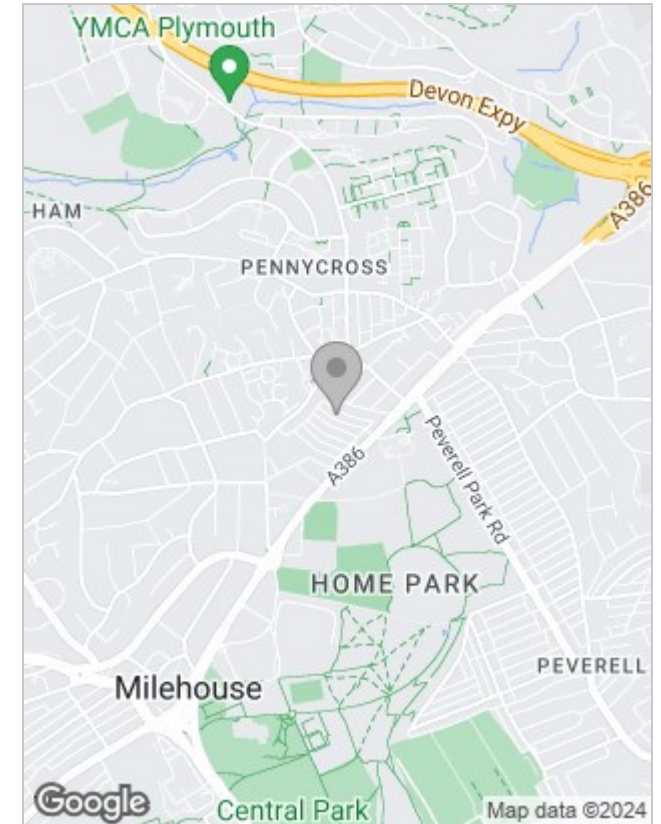 YMCA Plymouth
Devon Expy
A386
HAM
PENNYCROSS
A386
Peverell Park Rd
HOME PARK
PEVERELL
Milehouse
Google
Central Park
Map data ©2024